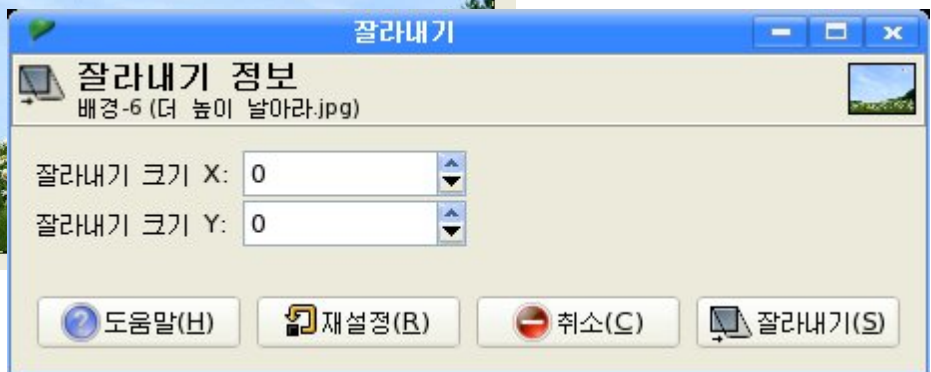 잘라내기
잘라내기 정보
배경-6 (더 높이 날아라.jpg)
잘라내기 크기 X: 0
잘라내기 크기 Y: 0
도움말(H) 재설정(R) 취소(C) 잘라내기(S)